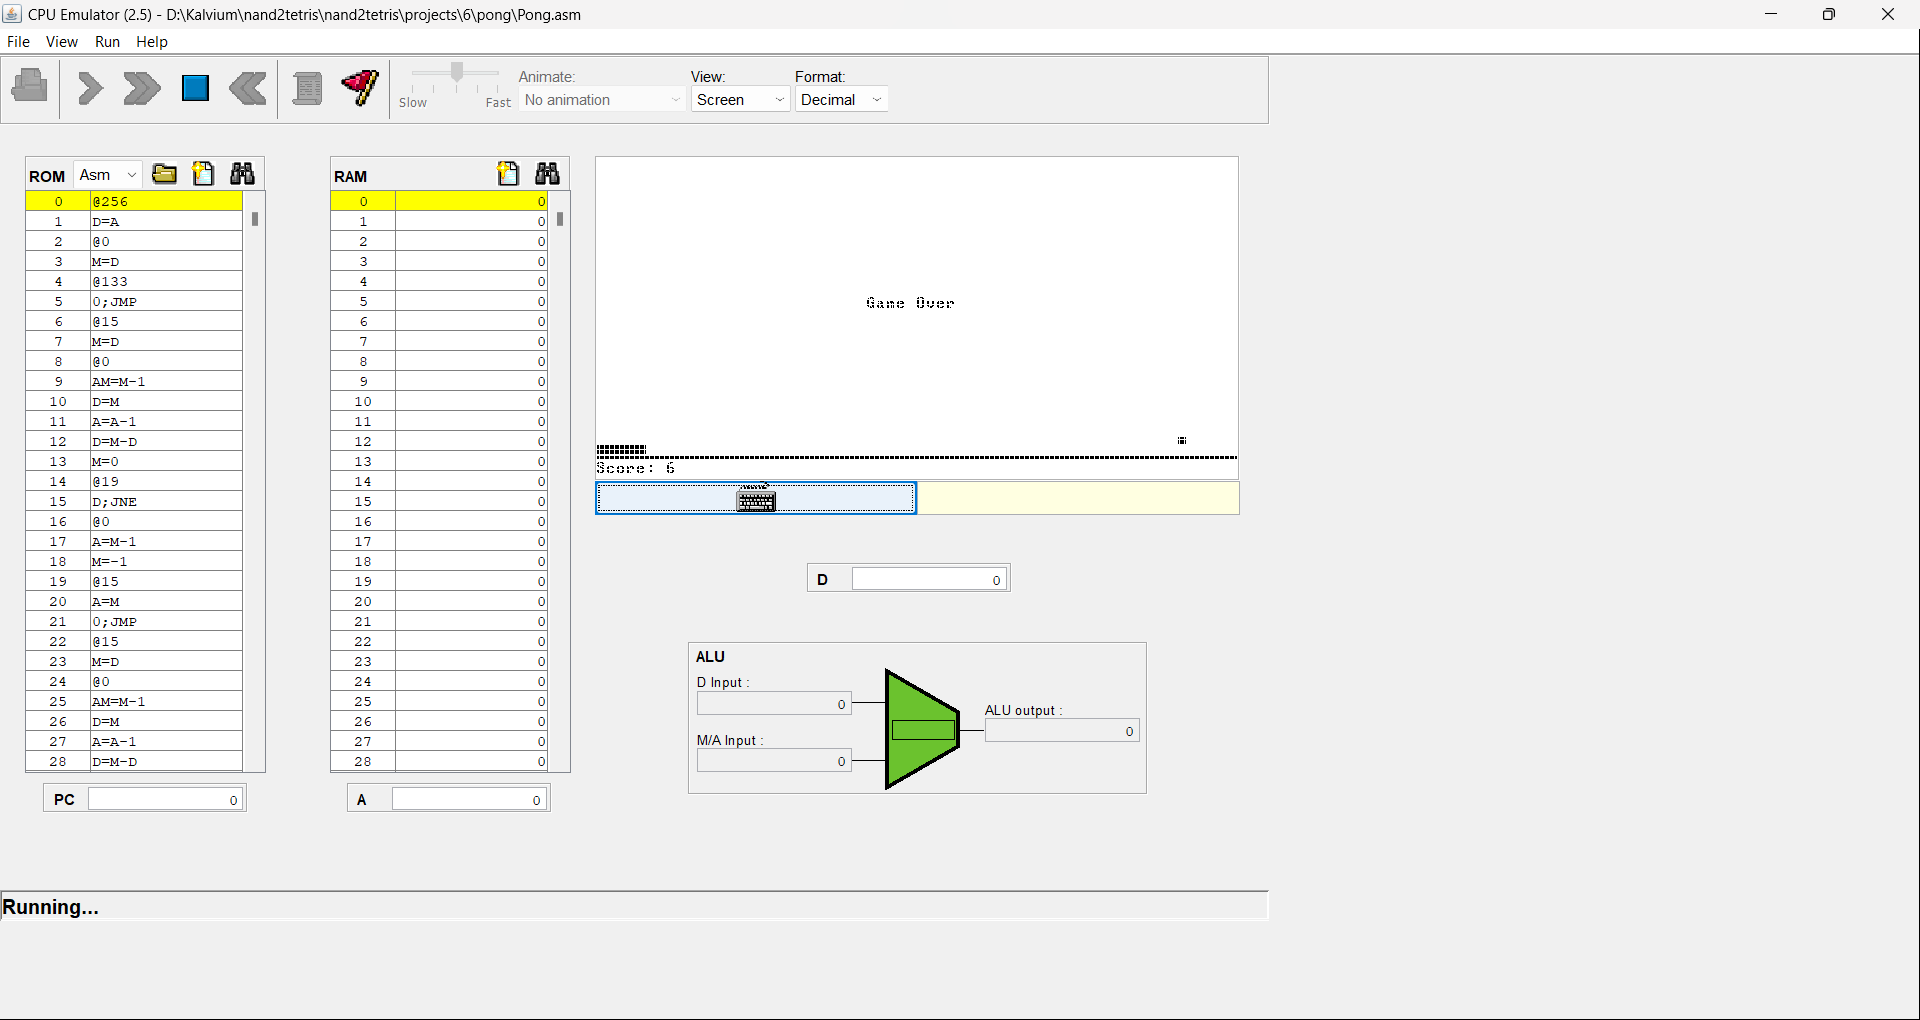 CPU Emulator (2.5) - D:\Kalvium\nand2tetris\nand2tetris\projects\6\pong\Pong.asm
File View Run Help
Slow Fast
Animate:
No animation
View:
Screen
Format:
Decimal
ROM Asm
0 @256
1 D=A
2 @0
3 M=D
4 @133
5 0;JMP
6 @15
7 M=D
8 @0
9 AM=M-1
10 D=M
11 A=A-1
12 D=M-D
13 M=0
14 @19
15 D;JNE
16 @0
17 A=M-1
18 M=-1
19 @15
20 A=M
21 0;JMP
22 @15
23 M=D
24 @0
25 AM=M-1
26 D=M
27 A=A-1
28 D=M-D
PC 0
RAM
0 0
1 0
2 0
3 0
4 0
5 0
6 0
7 0
8 0
9 0
10 0
11 0
12 0
13 0
14 0
15 0
16 0
17 0
18 0
19 0
20 0
21 0
22 0
23 0
24 0
25 0
26 0
27 0
28 0
A 0
Game Over
Score: 6
D 0
ALU
D Input :
0
M/A Input :
0
ALU output :
0
Running...